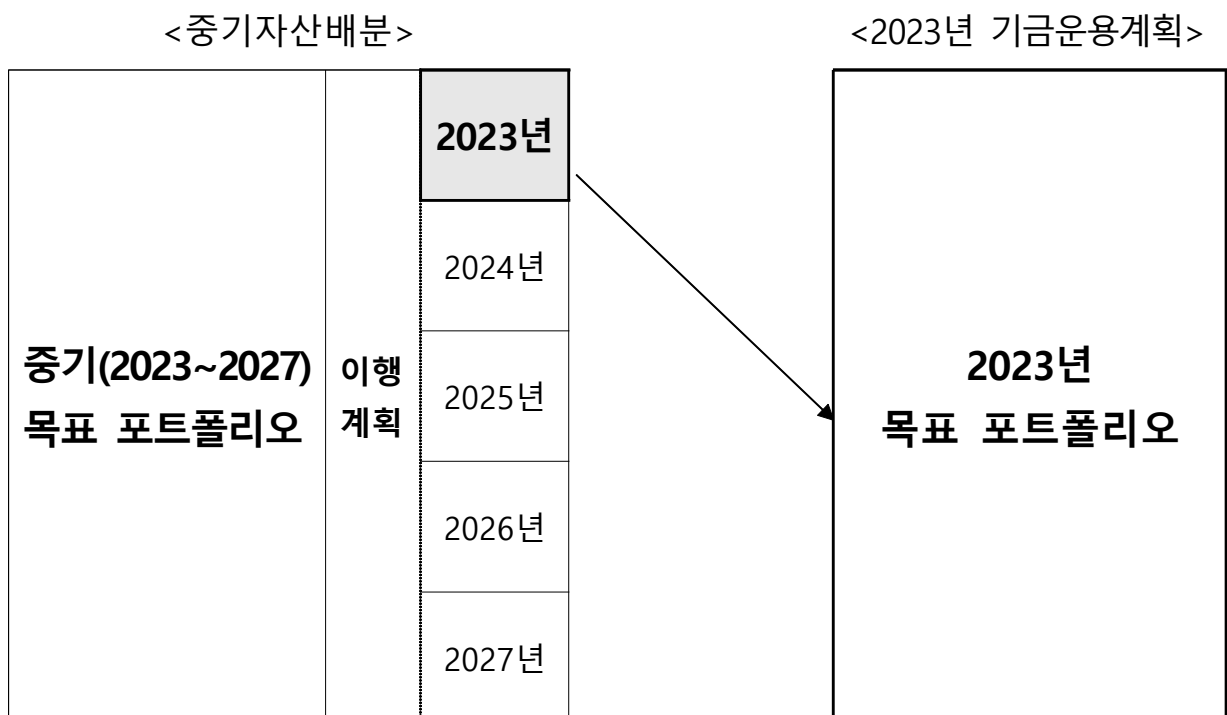 <중기자산배분>
<2023년 기금운용계획>
중기(2023~2027)
목표 포트폴리오
이행
계획
2023년
2024년
2025년
2026년
2027년
2023년
목표 포트폴리오